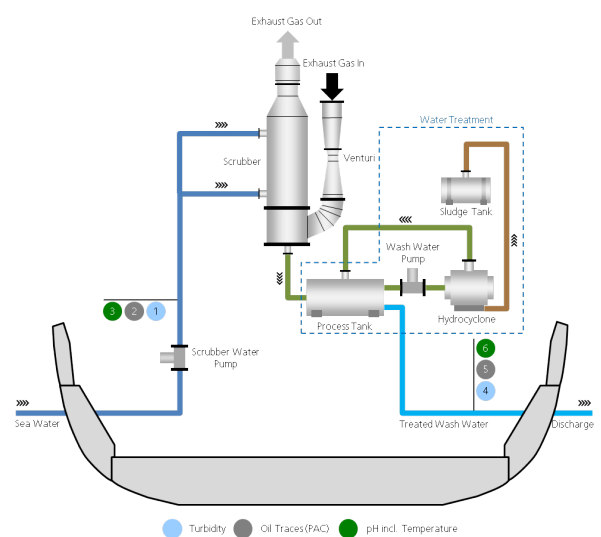 Exhaust Gas Out
Exhaust Gas In
Water Treatment
Scrubber
Venturi
Sludge Tank
Wash Water
Pump
Hydrocyclone
Process Tank
3 2 1
Scrubber Water
Pump
6
5
4
Sea Water
Treated Wash Water
Discharge
Turbidity
Oil Traces (PAC)
pH incl. Temperature